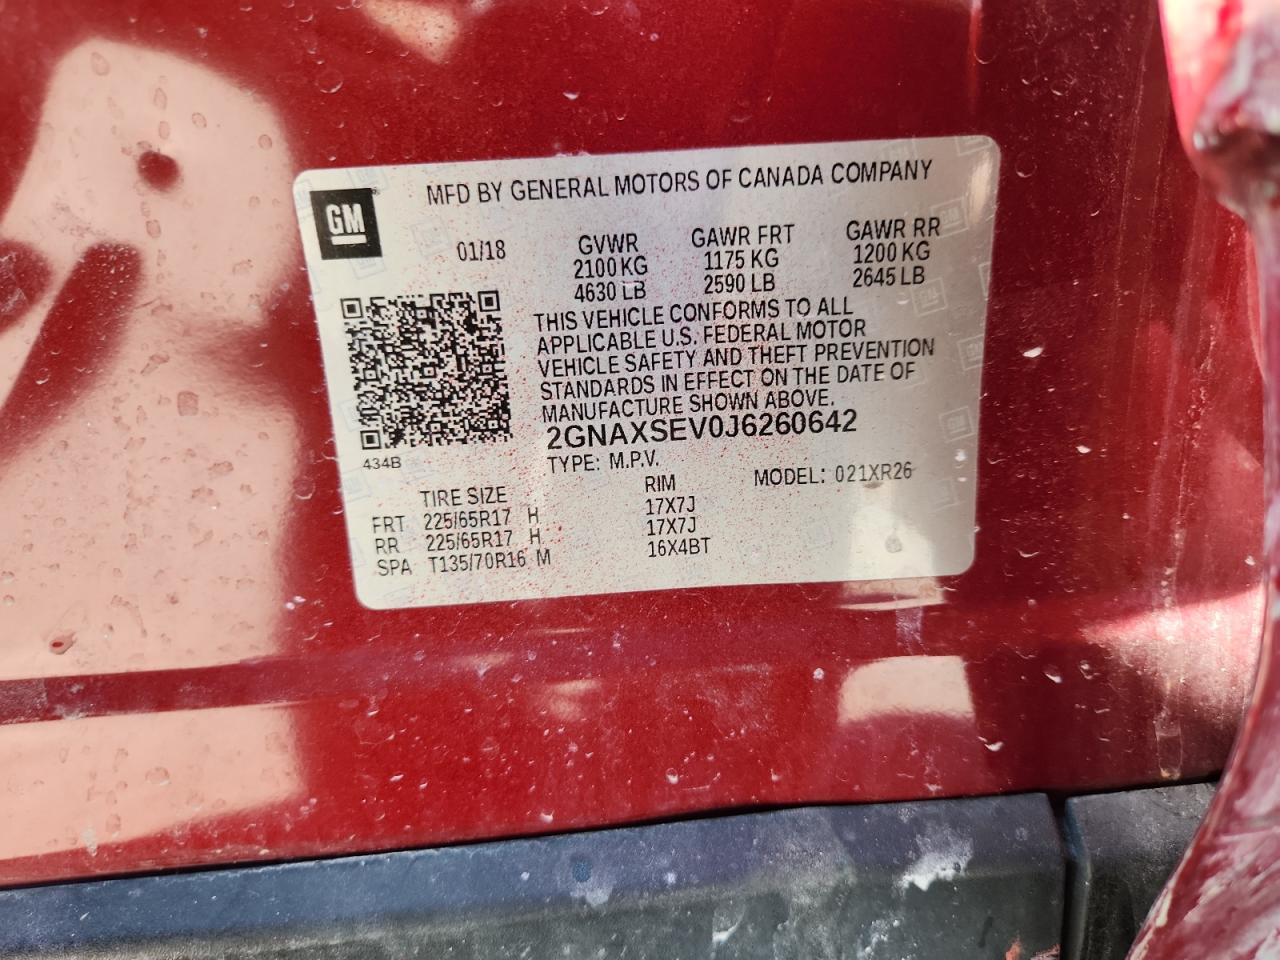 MFD BY GENERAL MOTORS OF CANADA COMPANY
GM
01/18
GVWR GAWR FRT GAWR RR
2100 KG 1175 KG 1200 KG
4630 LB 2590 LB 2645 LB
THIS VEHICLE CONFORMS TO ALL
APPLICABLE U.S. FEDERAL MOTOR
VEHICLE SAFETY AND THEFT PREVENTION
STANDARDS IN EFFECT ON THE DATE OF
MANUFACTURE SHOWN ABOVE.
2GNAXSEV0J6260642
434B
TYPE: M.P.V. MODEL: 021XR26
TIRE SIZE RIM
FRT 225/65R17 H 17X7J
RR 225/65R17 H 17X7J
SPA T135/70R16 M 16X4BT